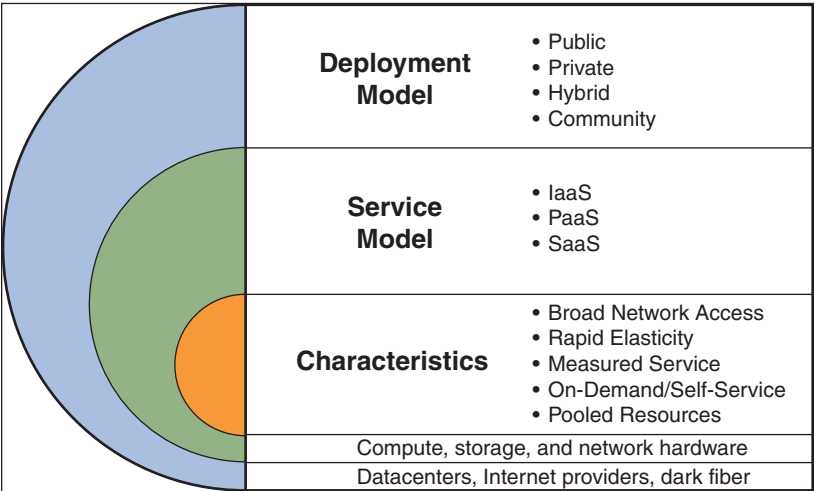 Deployment
Model
• Public
• Private
• Hybrid
• Community
Service
Model
• IaaS
• PaaS
• SaaS
Characteristics
• Broad Network Access
• Rapid Elasticity
• Measured Service
• On-Demand/Self-Service
• Pooled Resources
Compute, storage, and network hardware
Datacenters, Internet providers, dark fiber